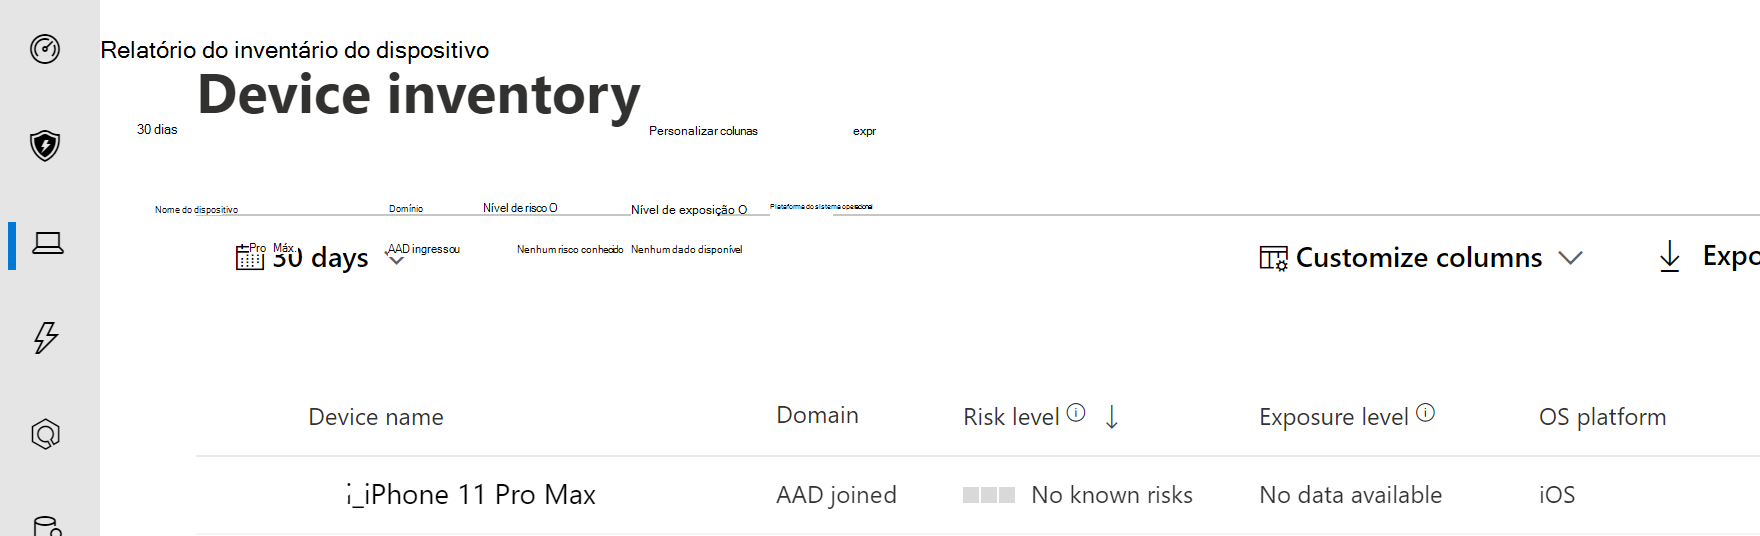 Relatório do inventário do dispositivo
Device inventory
30 dias
Personalizar colunas
expr
Nome do dispositivo
Domínio
Nível de risco O
Nível de exposição O
Plataforma do sistema operacional
Pro Máx.
AAD ingressou
Nenhum risco conhecido
Nenhum dado disponível
30 days
Customize columns
Expo
Device name
Domain
Risk level
Exposure level
OS platform
_iPhone 11 Pro Max
AAD joined
No known risks
No data available
iOS